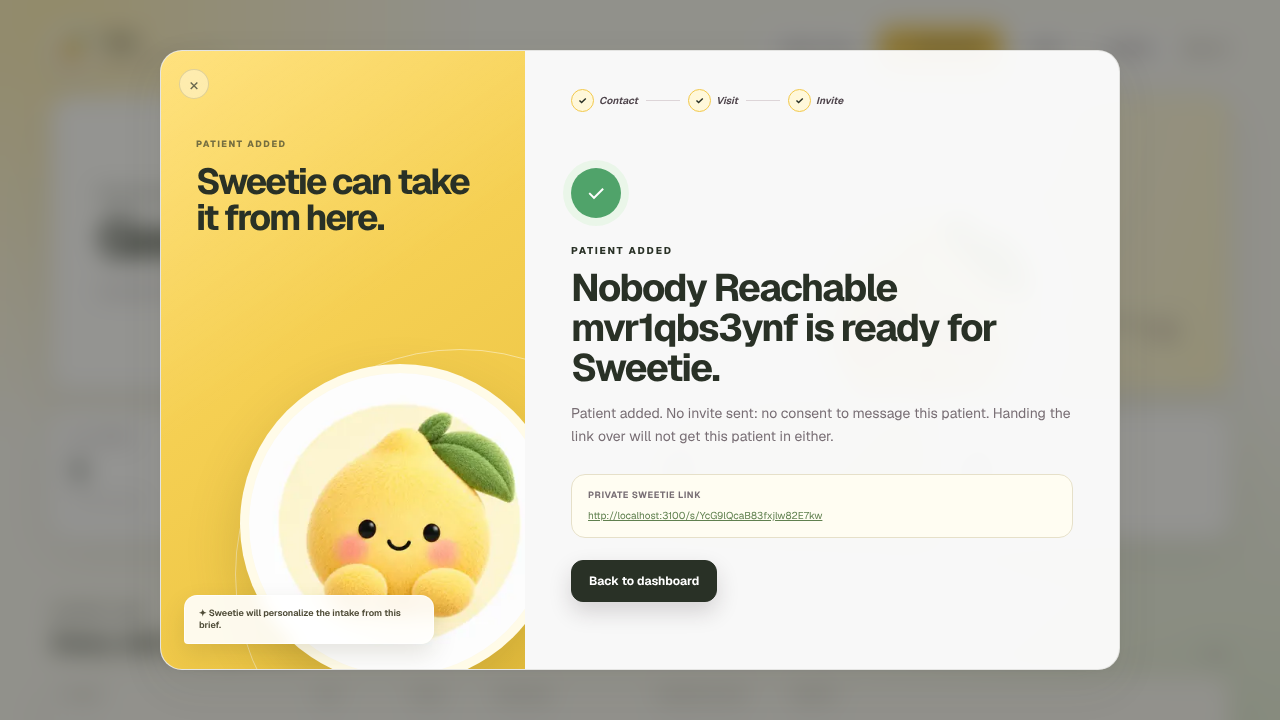 PATIENT ADDED
Sweetie can take
it from here.
✦ Sweetie will personalize the intake from this
brief.
Contact
Visit
Invite
PATIENT ADDED
Nobody Reachable
mvr1qbs3ynf is ready for
Sweetie.
Patient added. No invite sent: no consent to message this patient. Handing the
link over will not get this patient in either.
PRIVATE SWEETIE LINK
http://localhost:3100/s/YcG9lQcaB83fxjlw82E7kw
Back to dashboard